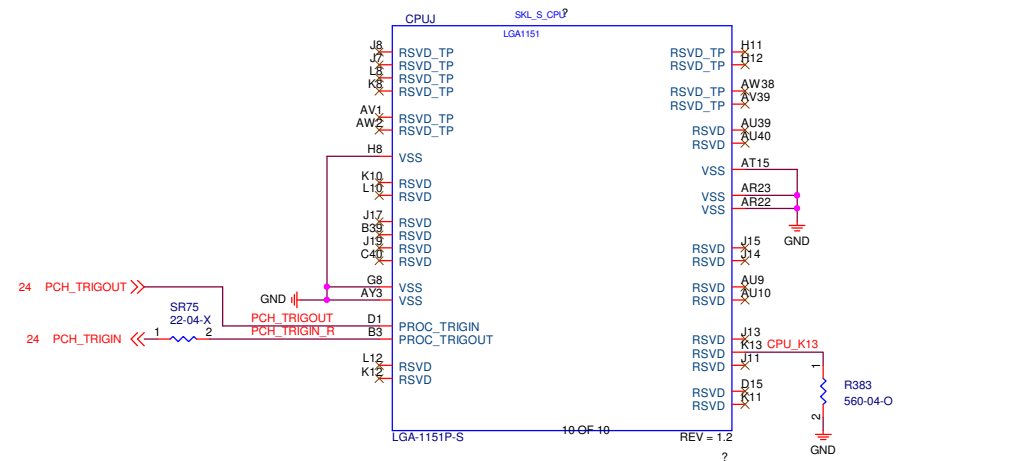 CPUJ
SKL_S_CPU
?
LGA1151
J8 RSVD_TP
J7 RSVD_TP
L8 RSVD_TP
K8 RSVD_TP
AV1 RSVD_TP
AW2 RSVD_TP
H8 VSS
K10 RSVD
L10 RSVD
J17 RSVD
B39 RSVD
J19 RSVD
C40 RSVD
G8 VSS
AY3 VSS
GND
24 PCH_TRIGOUT
SR75
22-04-X
PCH_TRIGOUT
D1 PROC_TRIGIN
24 PCH_TRIGIN
1
2
PCH_TRIGIN_R
B3 PROC_TRIGOUT
L12 RSVD
K12 RSVD
RSVD_TP H11
RSVD_TP H12
RSVD_TP AW38
RSVD_TP AV39
RSVD AU39
RSVD AU40
VSS AT15
VSS AR23
VSS AR22
GND
RSVD J15
RSVD J14
RSVD AU9
RSVD AU10
RSVD J13
RSVD K13 CPU_K13
RSVD J11
RSVD D15
RSVD K11
1
R383
560-04-O
2
GND
LGA-1151P-S
10 OF 10
REV = 1.2
?